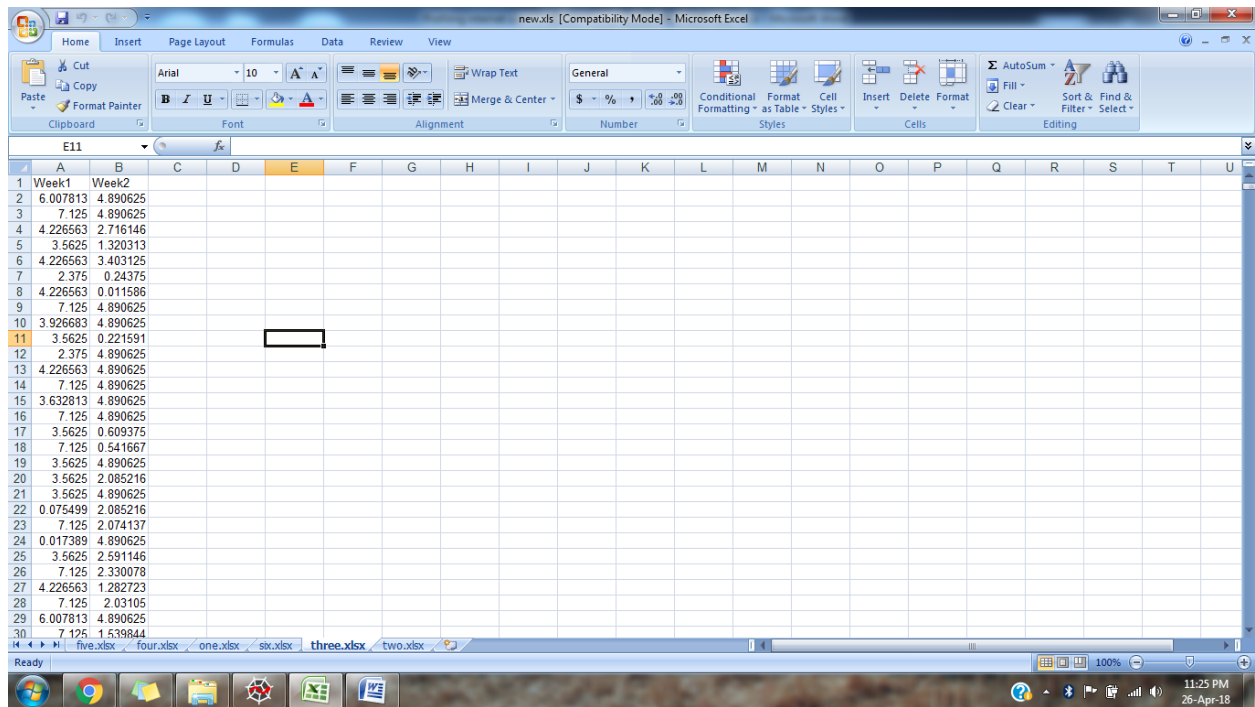 new.xls [Compatibility Mode] - Microsoft Excel
Home Insert Page Layout Formulas Data Review View
Cut
Copy
Format Painter
Paste
Clipboard
Arial 10
B I U
Font
Wrap Text
Merge & Center
Alignment
General
$ % , .0 .00 .00 .0
Number
Conditional Formatting
Format as Table
Cell Styles
Styles
Insert Delete Format
Cells
Σ AutoSum
Fill
Clear
Sort & Filter
Find & Select
Editing
E11 fx
A B C D E F G H I J K L M N O P Q R S T U
1 Week1 Week2
2 6.007813 4.890625
3 7.125 4.890625
4 4.226563 2.716146
5 3.5625 1.320313
6 4.226563 3.403125
7 2.375 0.24375
8 4.226563 0.011586
9 7.125 4.890625
10 3.926683 4.890625
11 3.5625 0.221591
12 2.375 4.890625
13 4.226563 4.890625
14 7.125 4.890625
15 3.632813 4.890625
16 7.125 4.890625
17 3.5625 0.609375
18 7.125 0.541667
19 3.5625 4.890625
20 3.5625 2.085216
21 3.5625 4.890625
22 0.075499 2.085216
23 7.125 2.074137
24 0.017389 4.890625
25 3.5625 2.591146
26 7.125 2.330078
27 4.226563 1.282723
28 7.125 2.03105
29 6.007813 4.890625
30 7.125 1.539844
five.xlsx four.xlsx one.xlsx six.xlsx three.xlsx two.xlsx
Ready 100%
11:25 PM
26-Apr-18